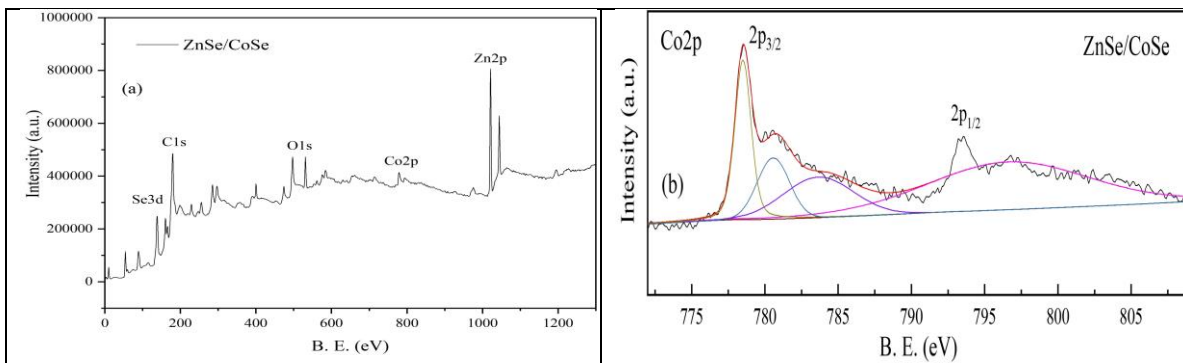 1000000
ZnSe/CoSe
Zn2p
800000
(a)
600000
C1s
O1s
Co2p
400000
Se3d
200000
0
Intensity (a.u.)
0 200 400 600 800 1000 1200
B. E. (eV)
Co2p
2p3/2
ZnSe/CoSe
2p1/2
(b)
Intensity (a.u.)
775 780 785 790 793 800 805
B. E. (eV)